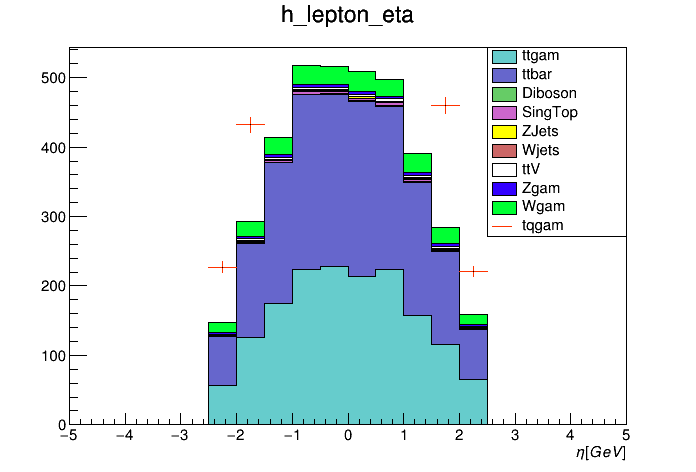 h_lepton_eta
500
400
300
200
100
0
−5 −4 −3 −2 −1 0 1 2 3 4 5
η[GeV]
ttgam
ttbar
Diboson
SingTop
ZJets
Wjets
ttV
Zgam
Wgam
tqgam